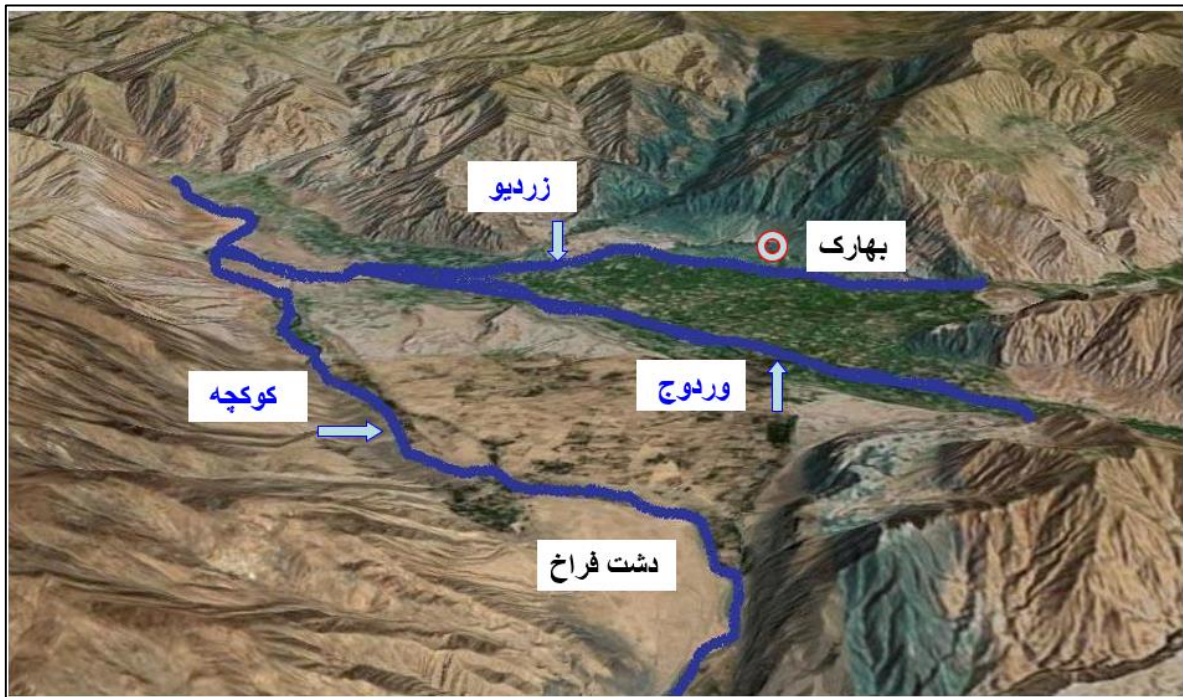 زردیو
بهارک
کوکچه
وردوج
دشت فراخ